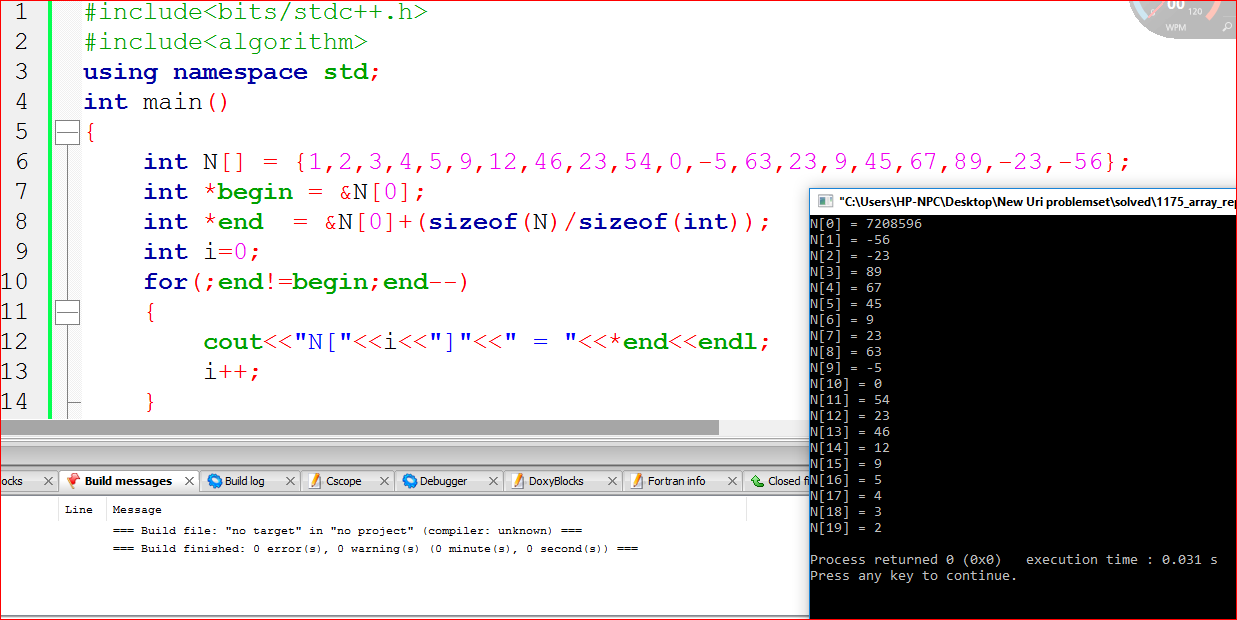 1 #include<bits/stdc++.h>
2 #include<algorithm>
3 using namespace std;
4 int main()
5 {
6 int N[] = {1,2,3,4,5,9,12,46,23,54,0,-5,63,23,9,45,67,89,-23,-56};
7 int *begin = &N[0];
8 int *end  = &N[0]+(sizeof(N)/sizeof(int));
9 int i=0;
10 for(;end!=begin;end--)
11 {
12 cout<<"N["<<i<<"]"<<" = "<<*end<<endl;
13 i++;
14 }
00 120
WPM
"C:\Users\HP-NPC\Desktop\New Uri problemset\solved\1175_array_rep
N[0] = 7208596
N[1] = -56
N[2] = -23
N[3] = 89
N[4] = 67
N[5] = 45
N[6] = 9
N[7] = 23
N[8] = 63
N[9] = -5
N[10] = 0
N[11] = 54
N[12] = 23
N[13] = 46
N[14] = 12
N[15] = 9
N[16] = 5
N[17] = 4
N[18] = 3
N[19] = 2
Process returned 0 (0x0)   execution time : 0.031 s
Press any key to continue.
ocks Build messages Build log Cscope Debugger DoxyBlocks Fortran info Closed fi
Line Message
=== Build file: "no target" in "no project" (compiler: unknown) ===
=== Build finished: 0 error(s), 0 warning(s) (0 minute(s), 0 second(s)) ===